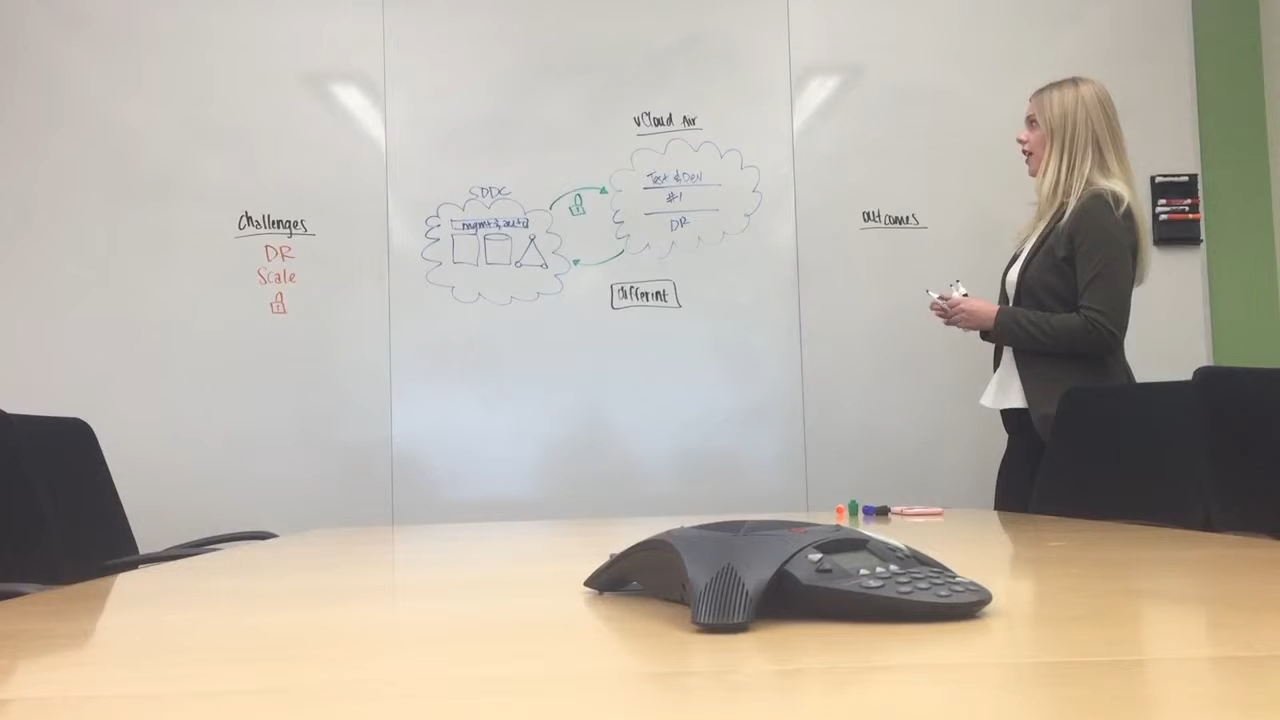 Challenges
DR
Scale
SDDC
mgmt & auto
vCloud Air
Test & Dev
#1
DR
different
outcomes